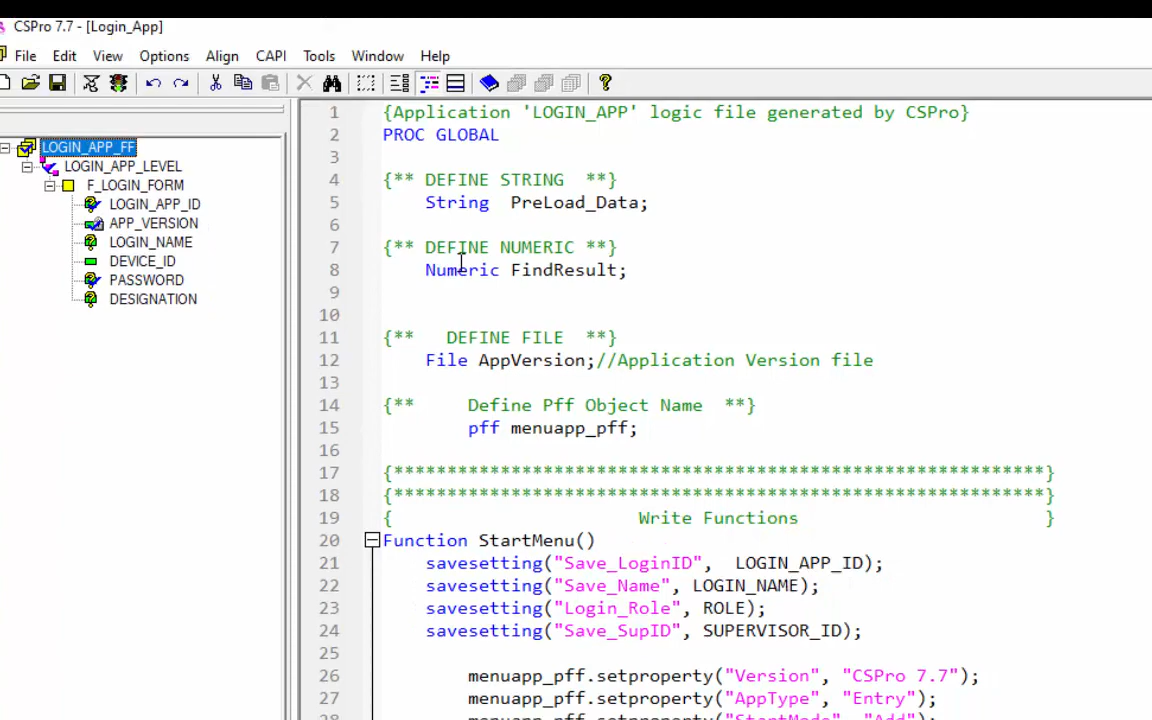 CSPro 7.7 - [Login_App]
File Edit View Options Align CAPI Tools Window Help
LOGIN_APP_FF
LOGIN_APP_LEVEL
F_LOGIN_FORM
LOGIN_APP_ID
APP_VERSION
LOGIN_NAME
DEVICE_ID
PASSWORD
DESIGNATION
1 {Application 'LOGIN_APP' logic file generated by CSPro}
2 PROC GLOBAL
3
4 {** DEFINE STRING **}
5 String PreLoad_Data;
6
7 {** DEFINE NUMERIC **}
8 Numeric FindResult;
9
10
11 {** DEFINE FILE **}
12 File AppVersion;//Application Version file
13
14 {** Define Pff Object Name **}
15 pff menuapp_pff;
16
17 {*************************************************************}
18 {*************************************************************}
19 { Write Functions }
20 Function StartMenu()
21 savesetting("Save_LoginID", LOGIN_APP_ID);
22 savesetting("Save_Name", LOGIN_NAME);
23 savesetting("Login_Role", ROLE);
24 savesetting("Save_SupID", SUPERVISOR_ID);
25
26 menuapp_pff.setproperty("Version", "CSPro 7.7");
27 menuapp_pff.setproperty("AppType", "Entry");
28 menuapp_pff.setproperty("StartMode", "Add");